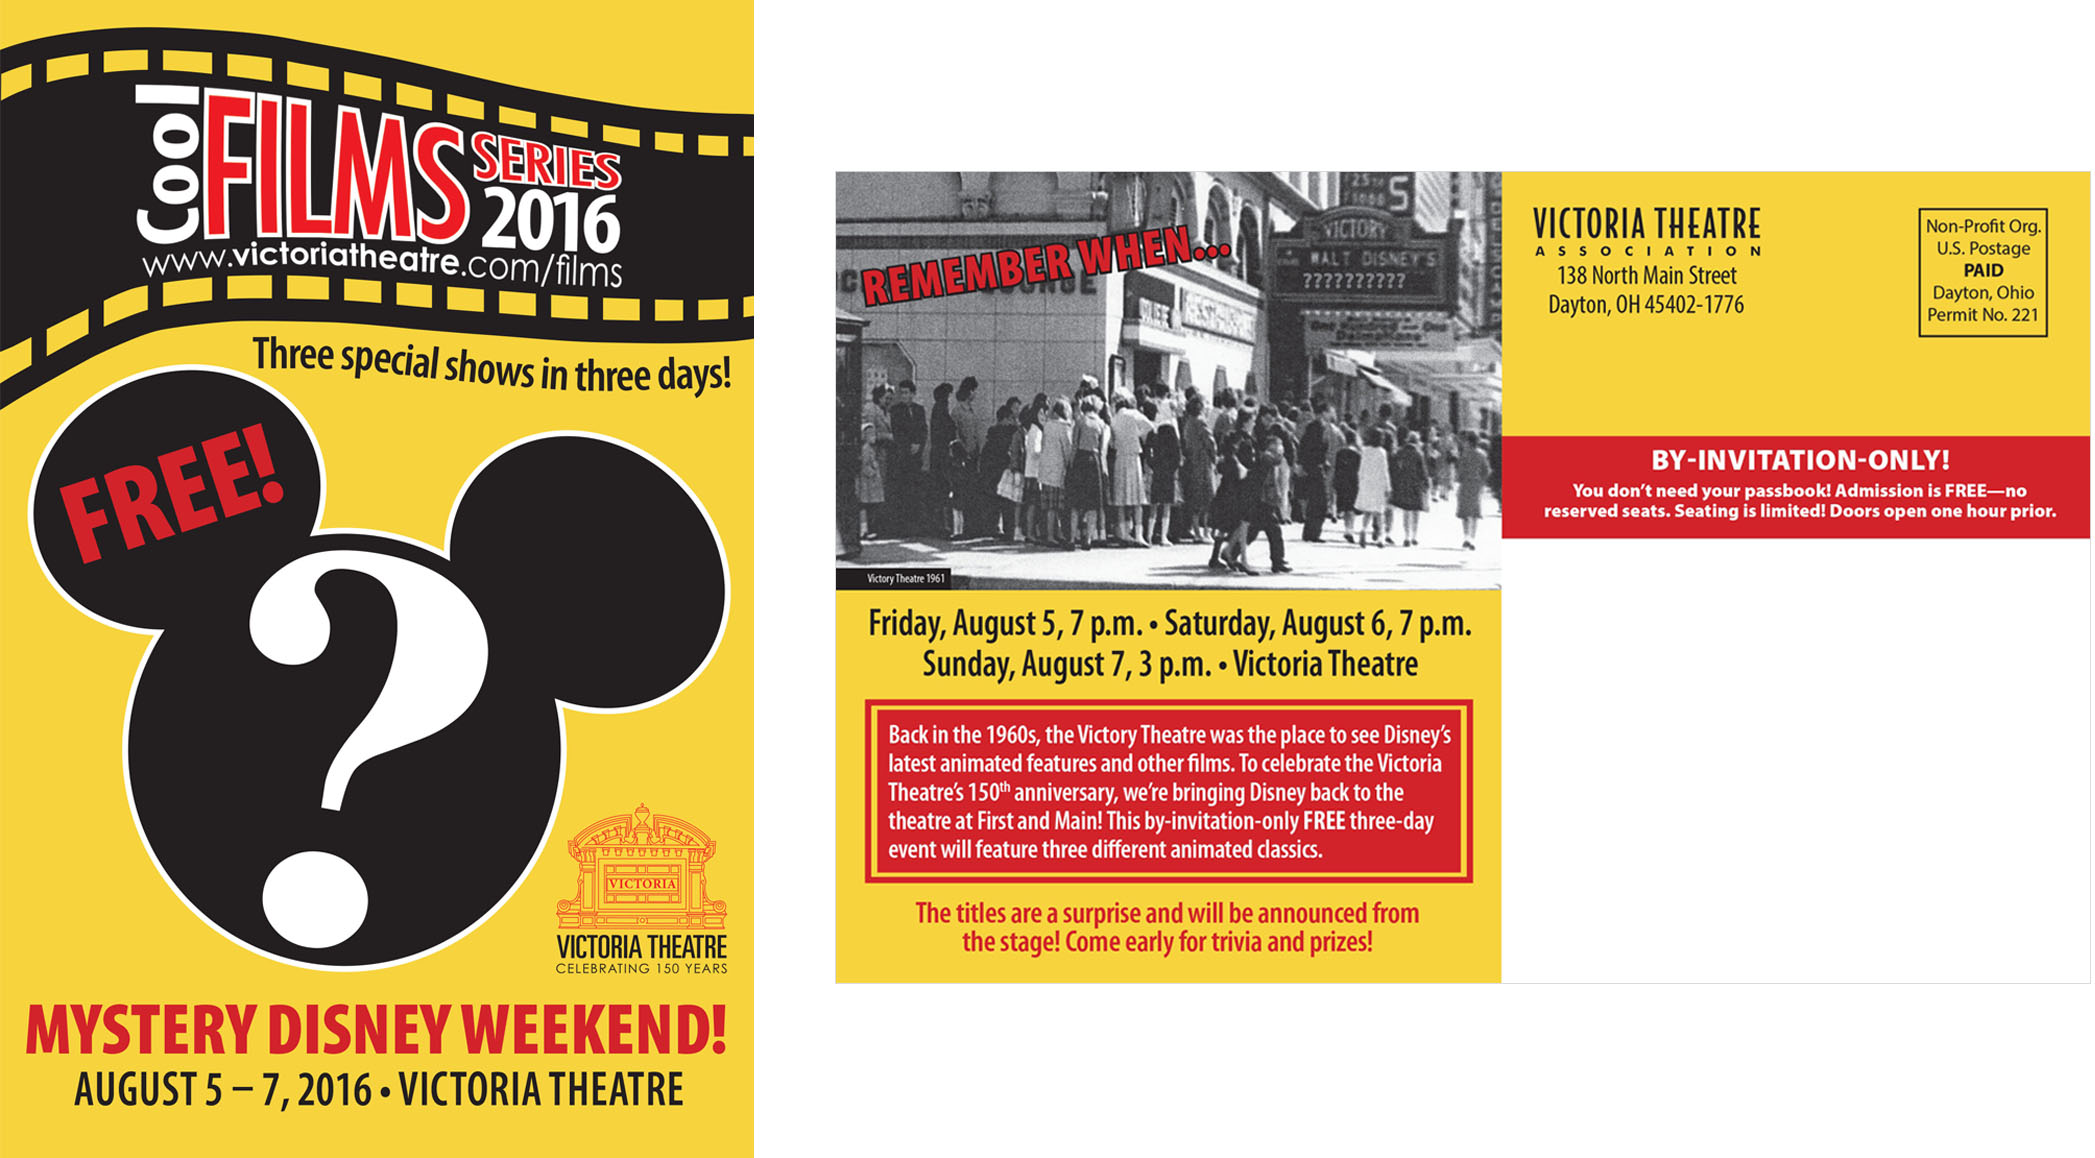 Cool FILMS SERIES
2016
www.victoriatheatre.com/films
Three special shows in three days!
FREE!
?
VICTORIA
VICTORIA THEATRE
CELEBRATING 150 YEARS
MYSTERY DISNEY WEEKEND!
AUGUST 5 – 7, 2016 • VICTORIA THEATRE
REMEMBER WHEN...
VICTORY
WALT DISNEY'S
??????????
Victory Theatre 1961
Friday, August 5, 7 p.m. • Saturday, August 6, 7 p.m.
Sunday, August 7, 3 p.m. • Victoria Theatre
Back in the 1960s, the Victory Theatre was the place to see Disney's
latest animated features and other films. To celebrate the Victoria
Theatre's 150th anniversary, we're bringing Disney back to the
theatre at First and Main! This by-invitation-only FREE three-day
event will feature three different animated classics.
The titles are a surprise and will be announced from
the stage! Come early for trivia and prizes!
VICTORIA THEATRE
ASSOCIATION
138 North Main Street
Dayton, OH 45402-1776
Non-Profit Org.
U.S. Postage
PAID
Dayton, Ohio
Permit No. 221
BY-INVITATION-ONLY!
You don't need your passbook! Admission is FREE—no
reserved seats. Seating is limited! Doors open one hour prior.